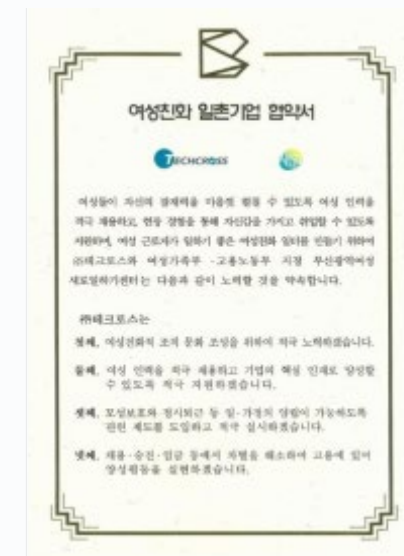 여성친화 일촌기업 협약서
TECHCROSS
여성들이 자신의 잠재력을 마음껏 펼칠 수 있도록 여성 인력을
적극 채용하고, 현장 경험을 통해 자신감을 가지고 취업할 수 있도록
지원하며, 여성 근로자가 일하기 좋은 여성친화 일터를 만들기 위하여
㈜테크로스와 여성가족부·고용노동부 지정 부산광역여성
새로일하기센터는 다음과 같이 노력할 것을 약속합니다.
㈜테크로스는
첫째, 여성친화적 조직 문화 조성을 위하여 적극 노력하겠습니다.
둘째, 여성 인력을 적극 채용하고 기업의 핵심 인재로 양성할
수 있도록 적극 지원하겠습니다.
셋째, 모성보호와 정시퇴근 등 일·가정의 양립이 가능하도록
관련 제도를 도입하고 적극 실시하겠습니다.
넷째, 채용·승진·임금 등에서 차별을 해소하여 고용에 있어
양성평등을 실현하겠습니다.